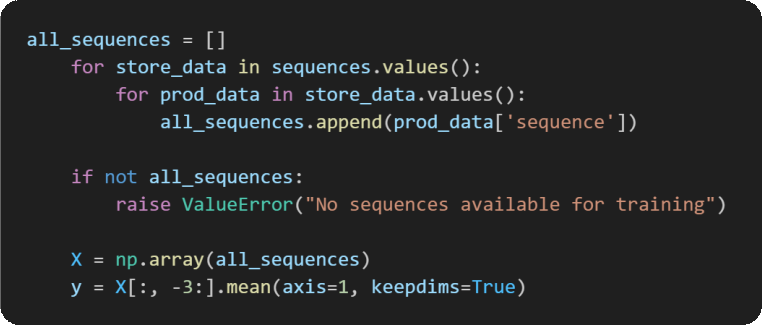 all_sequences = []
    for store_data in sequences.values():
        for prod_data in store_data.values():
            all_sequences.append(prod_data['sequence'])

    if not all_sequences:
        raise ValueError("No sequences available for training")

    X = np.array(all_sequences)
    y = X[:, -3:].mean(axis=1, keepdims=True)